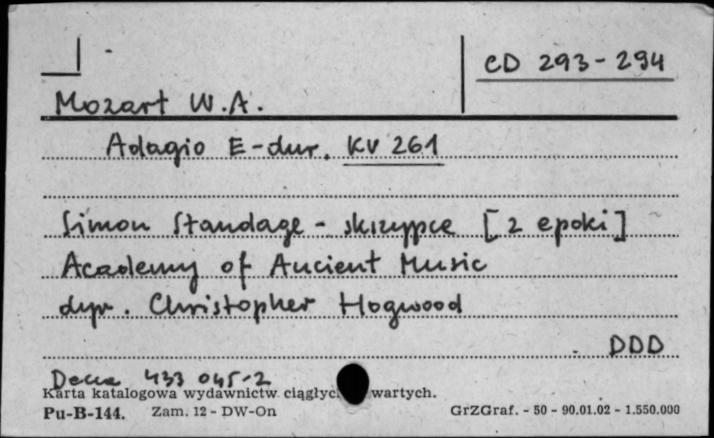 CD 293-294
Mozart W.A.
Adagio E-dur. KV 261
Simon Standage - skrzypce [z epoki]
Academy of Ancient Music
dyr. Christopher Hogwood
DDD
Decca 433 045-2
Karta katalogowa wydawnictw ciągłyc wartych.
Pu-B-144. Zam. 12 - DW-On GrZGraf. - 50 - 90.01.02 - 1.550.000